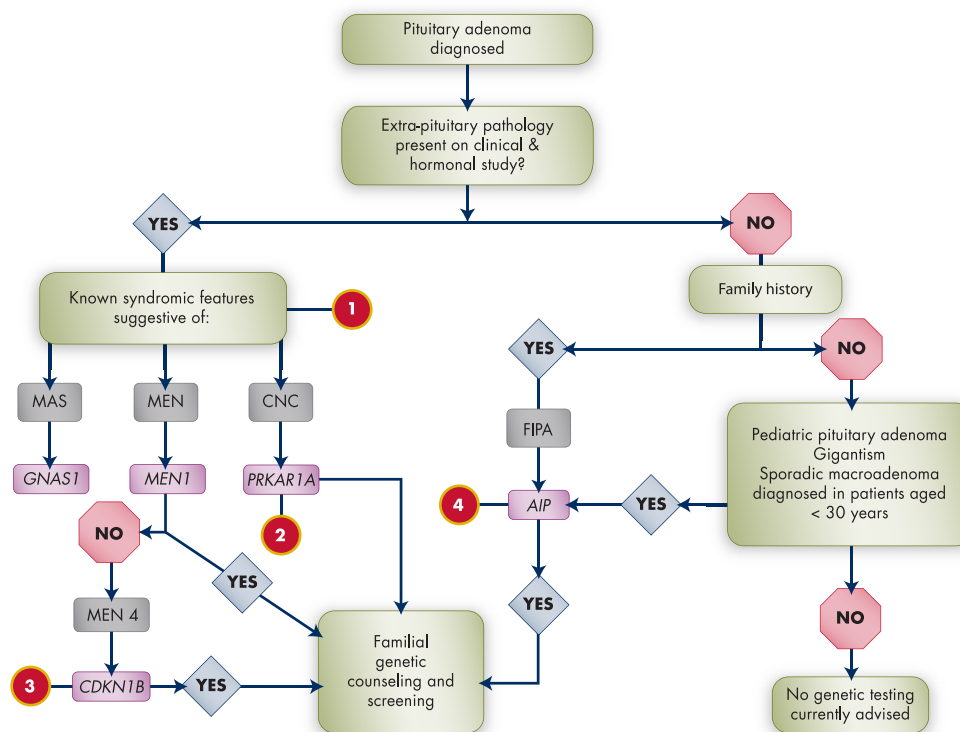 Pituitary adenoma
diagnosed
Extra-pituitary pathology
present on clinical &
hormonal study?
YES
NO
Known syndromic features
suggestive of:
1
Family history
YES
NO
MAS
MEN
CNC
FIPA
Pediatric pituitary adenoma
Gigantism
Sporadic macroadenoma
diagnosed in patients aged
< 30 years
GNAS1
MEN1
PRKAR1A
4
AIP
YES
NO
2
YES
YES
NO
MEN 4
Familial
genetic
counseling and
screening
3
CDKN1B
YES
No genetic testing
currently advised